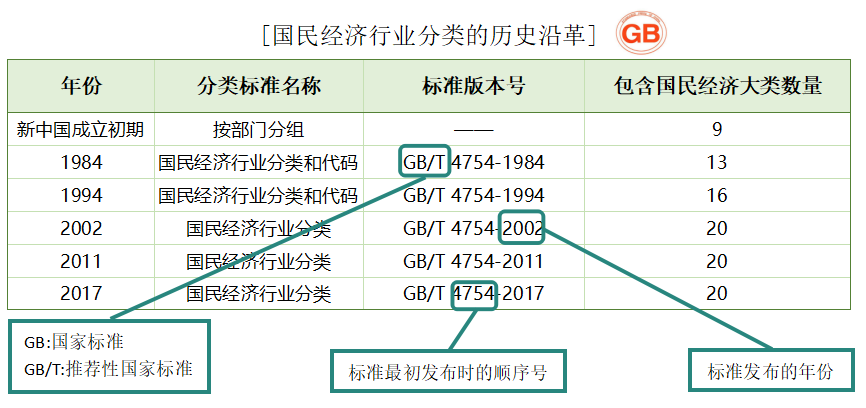 [国民经济行业分类的历史沿革] GB
年份 分类标准名称 标准版本号 包含国民经济大类数量
新中国成立初期 按部门分组 —— 9
1984 国民经济行业分类和代码 GB/T 4754-1984 13
1994 国民经济行业分类和代码 GB/T 4754-1994 16
2002 国民经济行业分类 GB/T 4754-2002 20
2011 国民经济行业分类 GB/T 4754-2011 20
2017 国民经济行业分类 GB/T 4754-2017 20
GB:国家标准
GB/T:推荐性国家标准
标准最初发布时的顺序号
标准发布的年份